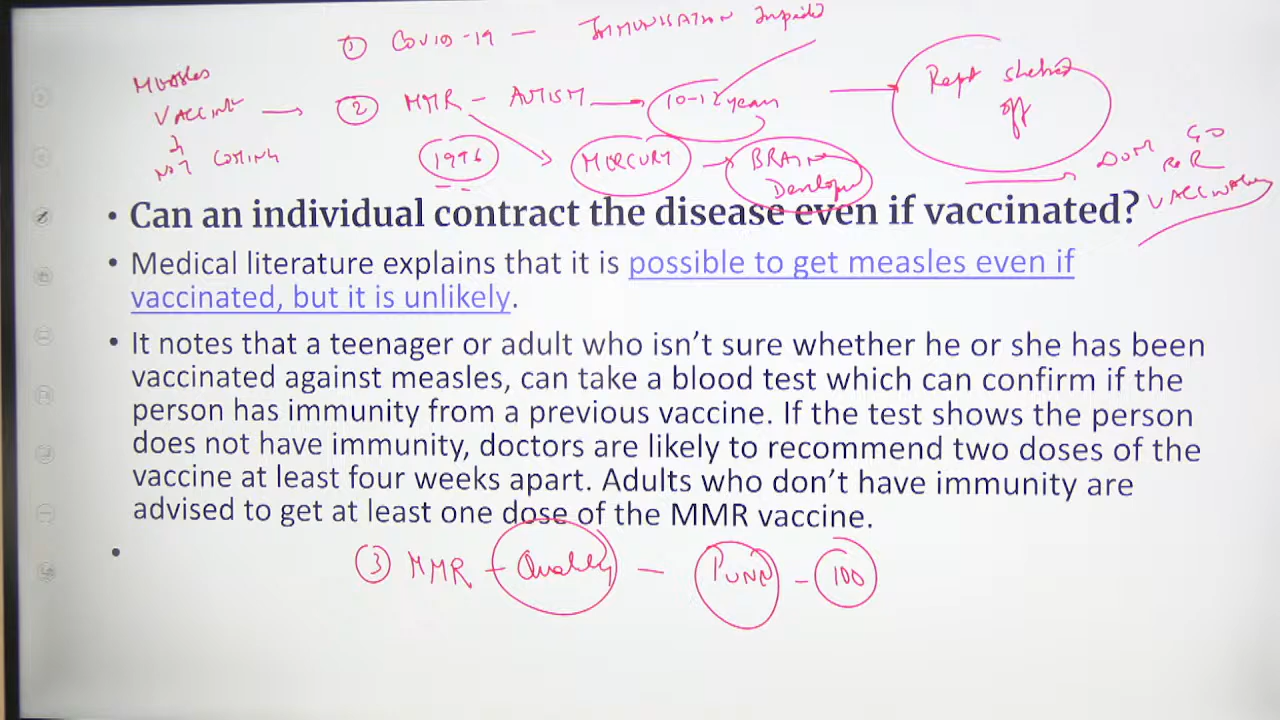 ① COVID-19 — IMMUNISATION
MEASLES
VACCINE → ② MMR - AUTISM → 10-12 years → Rept
off
NOT COMING
1996 MERCURY → BRAIN
GO
FOR
• Can an individual contract the disease even if vaccinated?
• Medical literature explains that it is possible to get measles even if
vaccinated, but it is unlikely.
• It notes that a teenager or adult who isn’t sure whether he or she has been
vaccinated against measles, can take a blood test which can confirm if the
person has immunity from a previous vaccine. If the test shows the person
does not have immunity, doctors are likely to recommend two doses of the
vaccine at least four weeks apart. Adults who don’t have immunity are
advised to get at least one dose of the MMR vaccine.
•
③ MMR - Quality — PUNE - 100